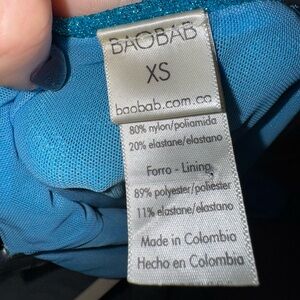 BAOBAB
XS
baobab.com.co
80% nylon/poliamida
20% elastane/elastano
Forro - Lining
89% polyester/poliester
11% elastane/elastano
Made in Colombia
Hecho en Colombia